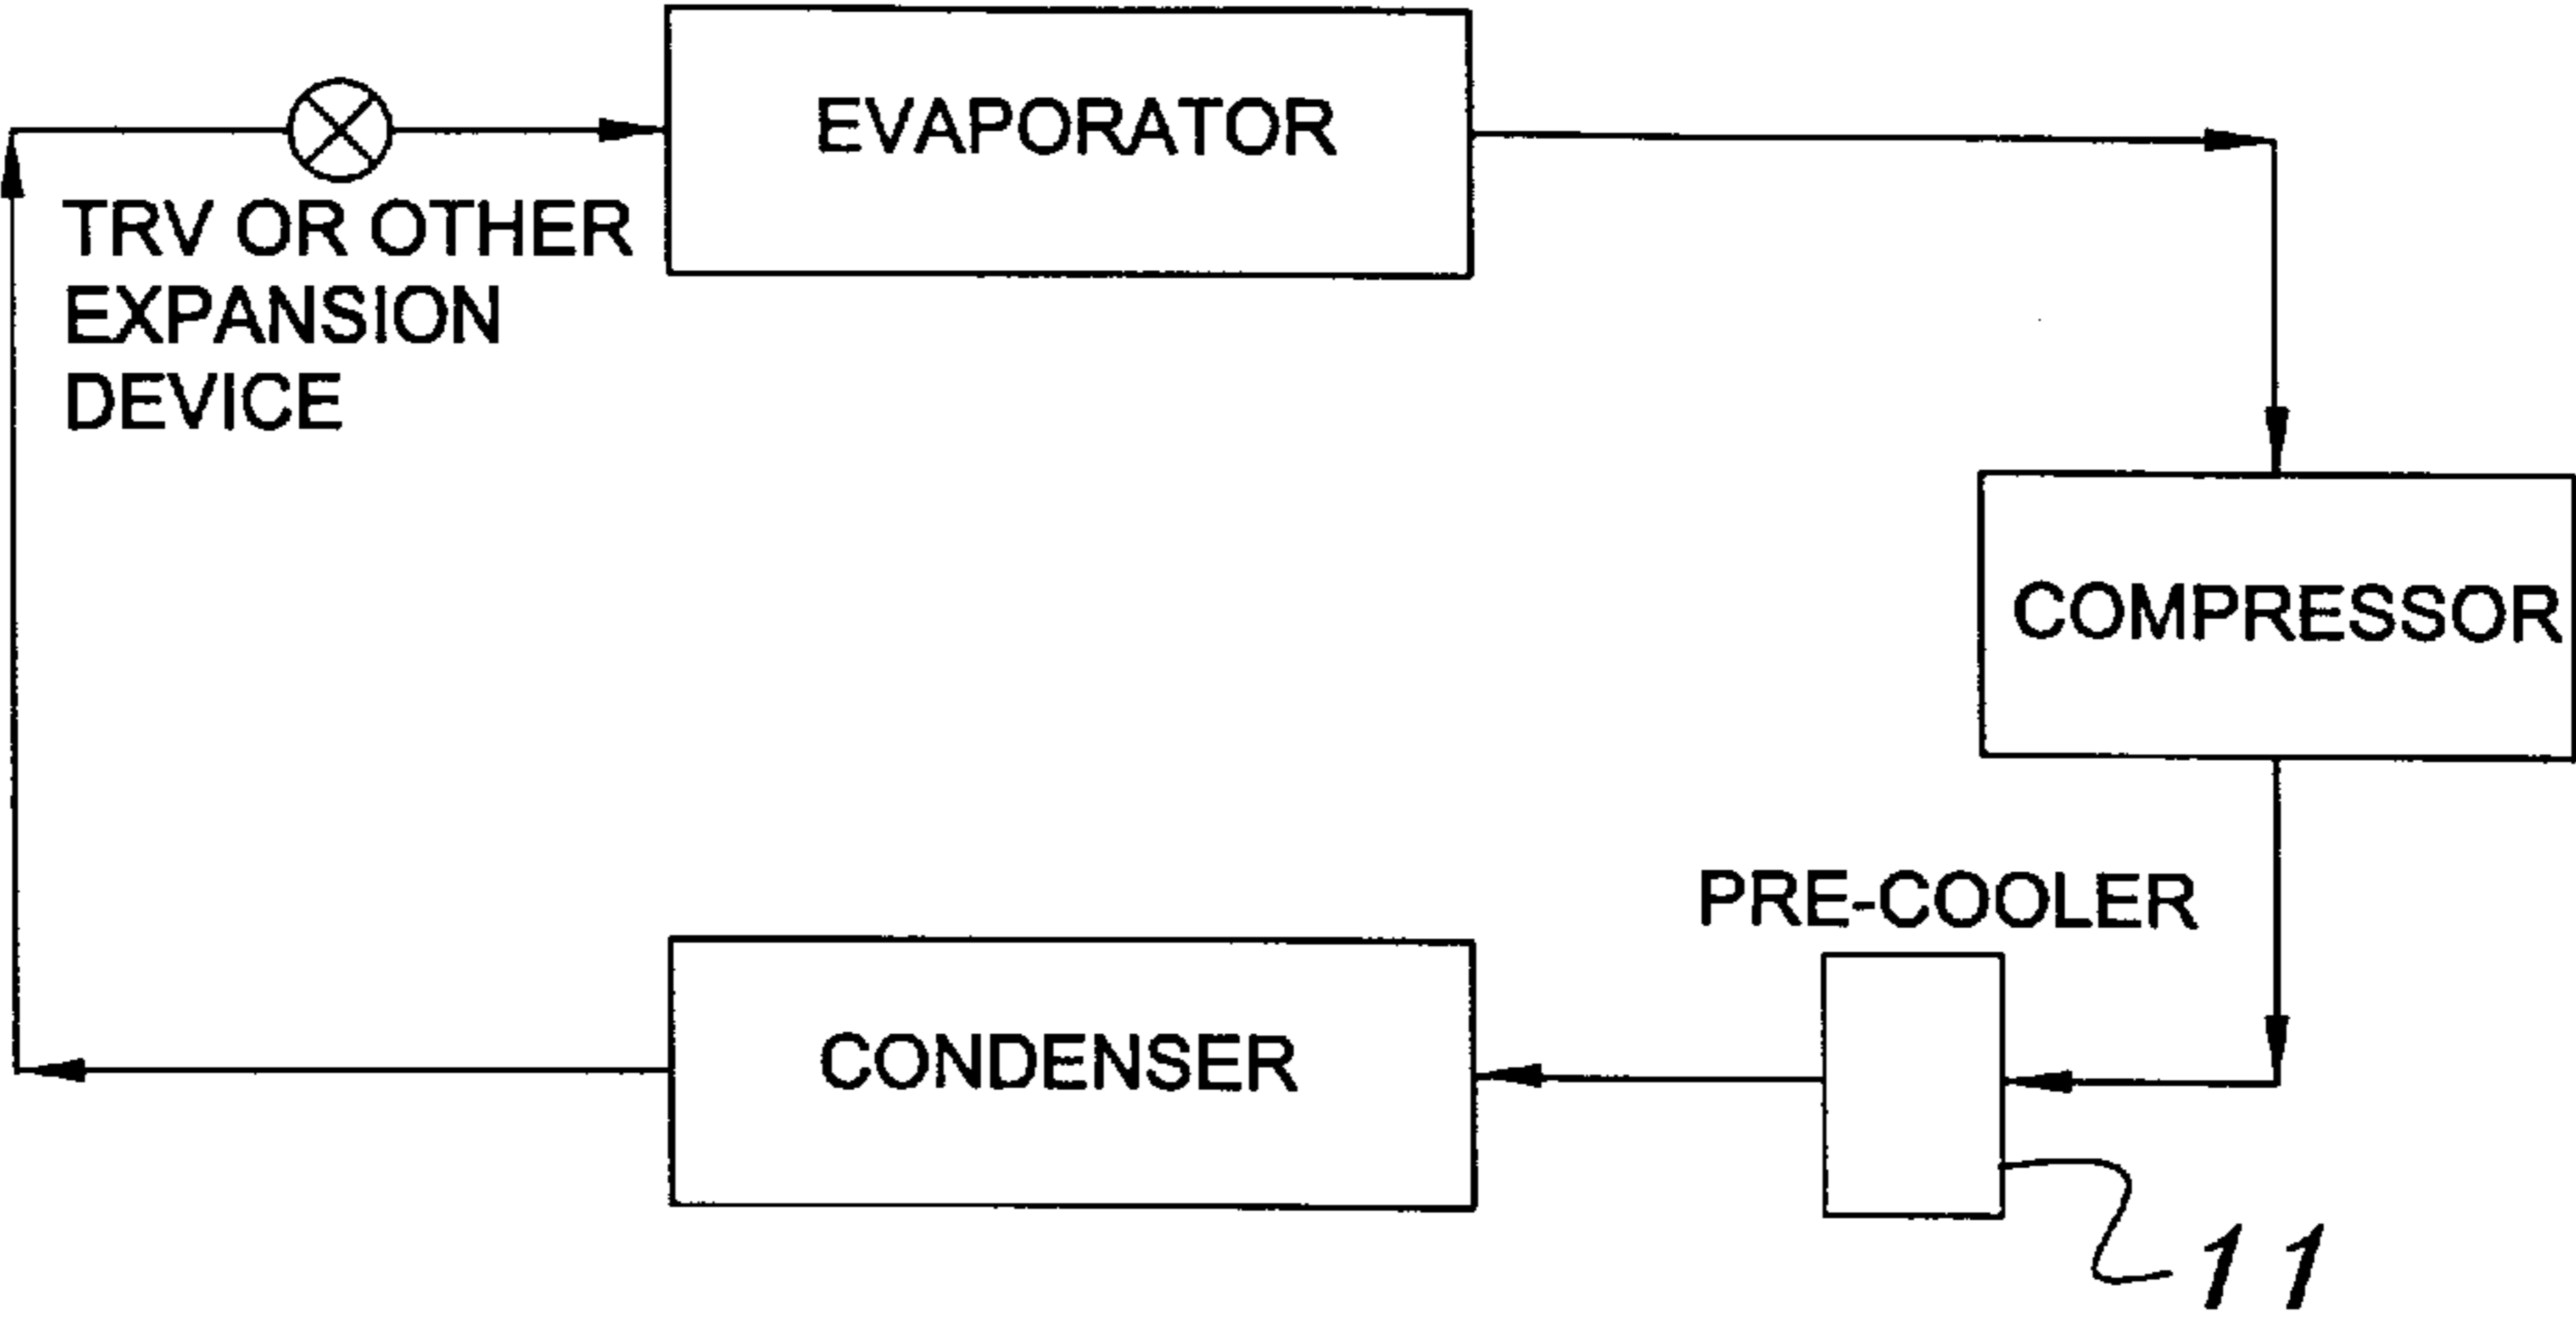 EVAPORATOR
TRV OR OTHER
EXPANSION
DEVICE
COMPRESSOR
PRE-COOLER
CONDENSER
11